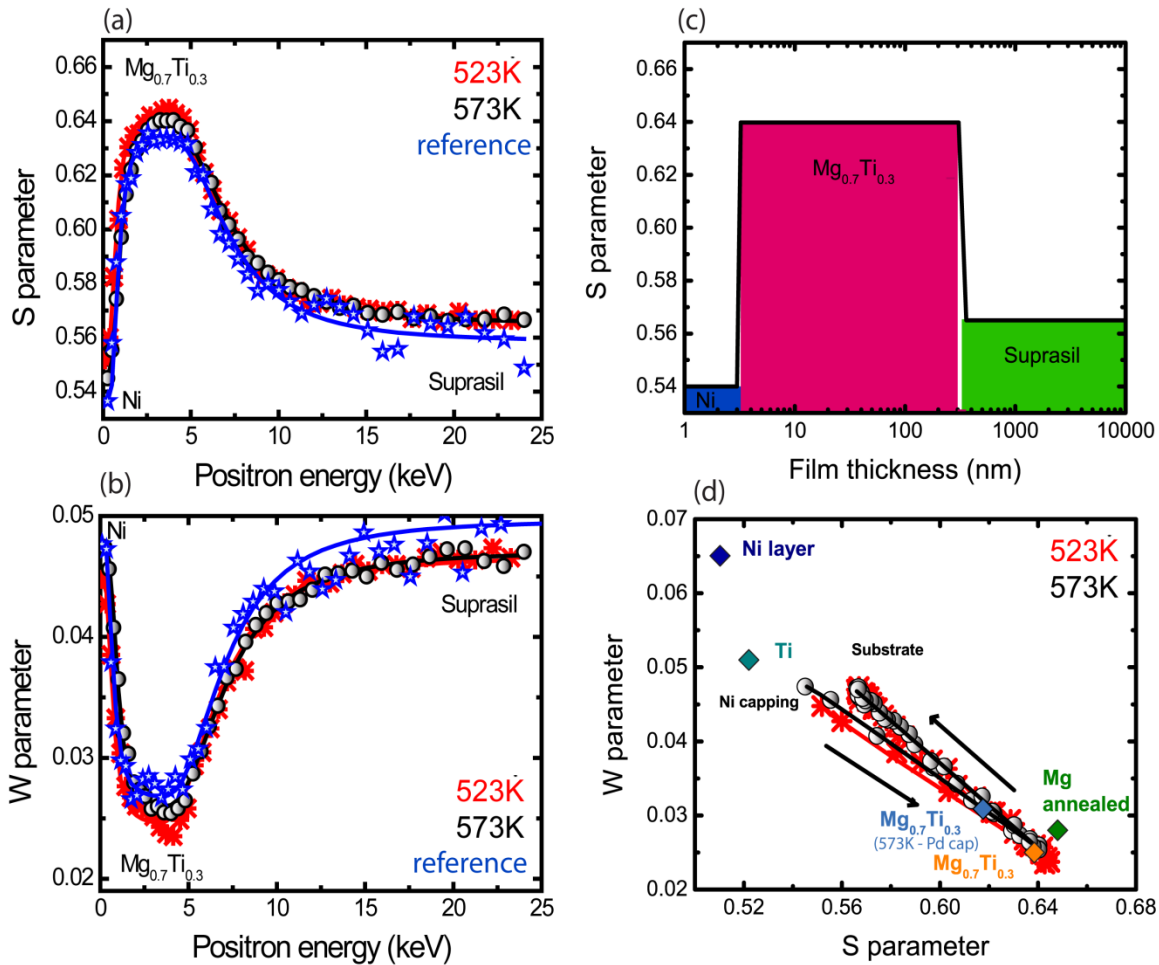 (a)
Mg0.7Ti0.3
523K
573K
reference
Ni
Suprasil
S parameter
0.66
0.64
0.62
0.60
0.58
0.56
0.54
0 5 10 15 20 25
Positron energy (keV)
(b)
Ni
Suprasil
523K
573K
reference
Mg0.7Ti0.3
W parameter
0.05
0.04
0.03
0.02
0 5 10 15 20 25
Positron energy (keV)
(c)
S parameter
0.66
0.64
0.62
0.60
0.58
0.56
0.54
Mg0.7Ti0.3
Suprasil
Ni
1 10 100 1000 10000
Film thickness (nm)
(d)
W parameter
0.07
0.06
0.05
0.04
0.03
0.02
Ni layer
523K
573K
Ti
Substrate
Ni capping
Mg
annealed
Mg0.7Ti0.3
(573K - Pd cap)
Mg0.7Ti0.3
0.52 0.56 0.60 0.64 0.68
S parameter